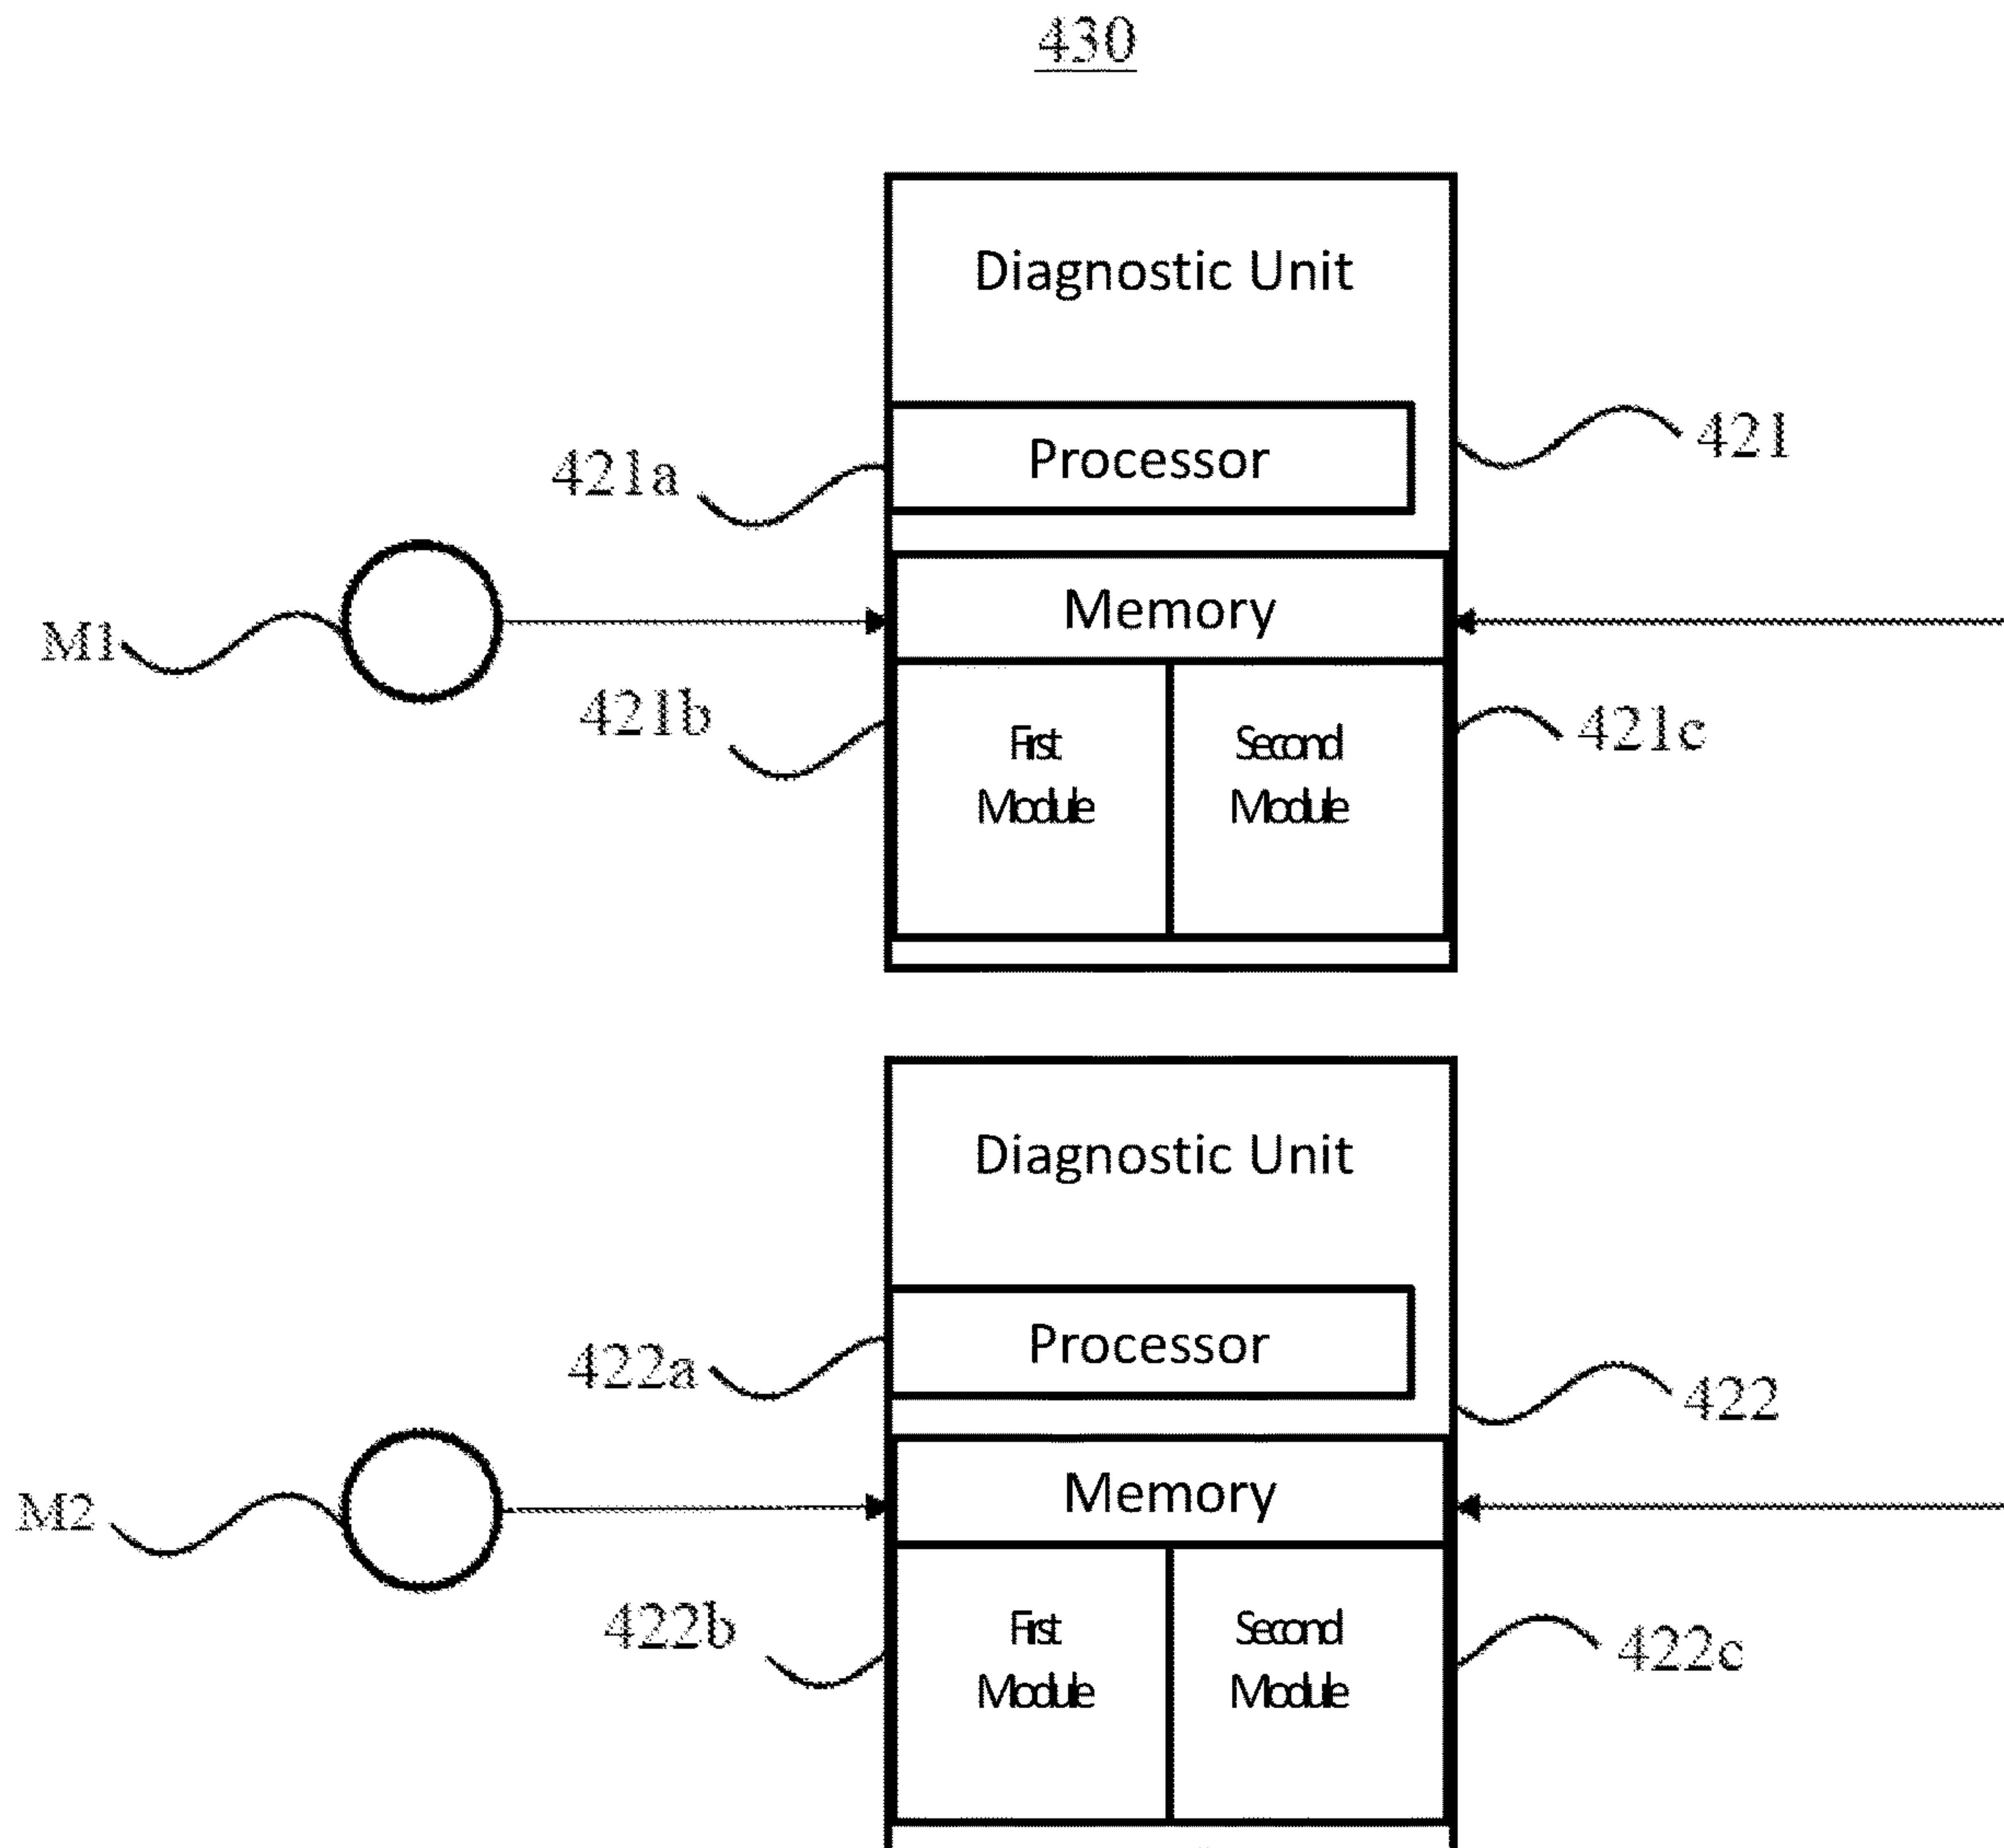 430
Diagnostic Unit
Processor
421a
421
M1
Memory
421b
421c
First
Module
Second
Module
Diagnostic Unit
Processor
422a
422
M2
Memory
422b
422c
First
Module
Second
Module